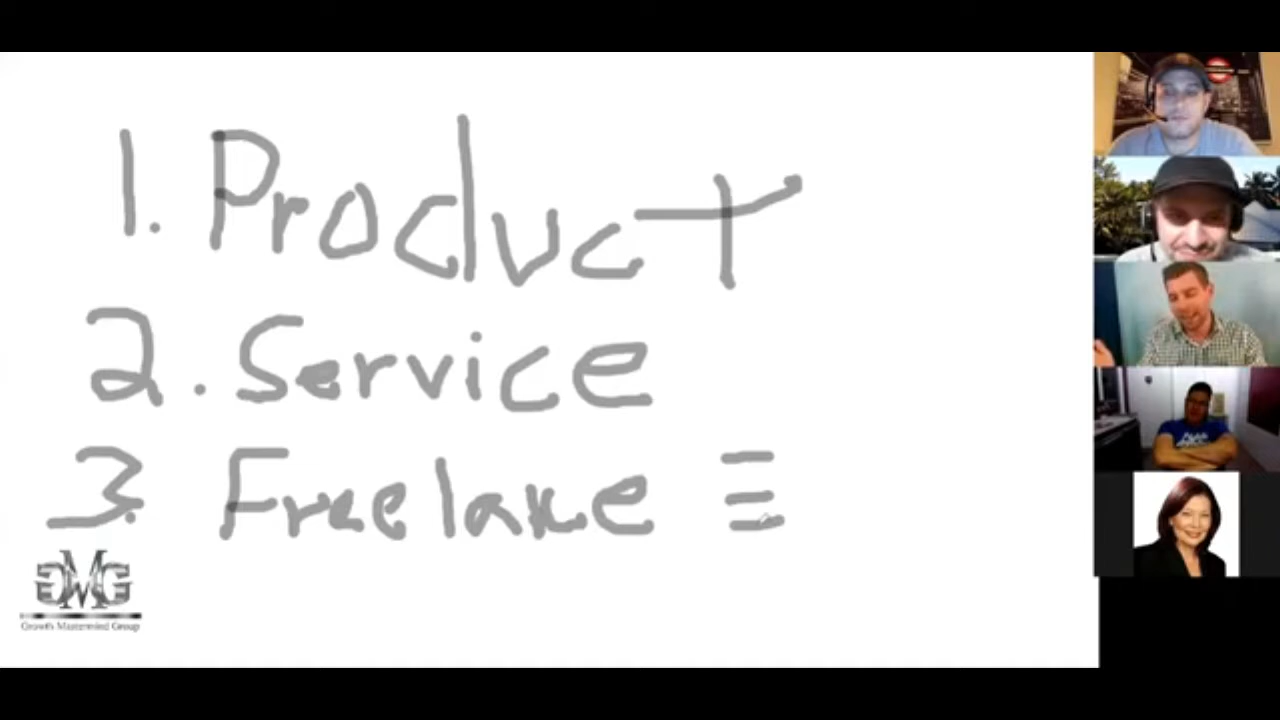 1. Product
2. Service
3. Freelance
GMG
Growth Mastermind Group